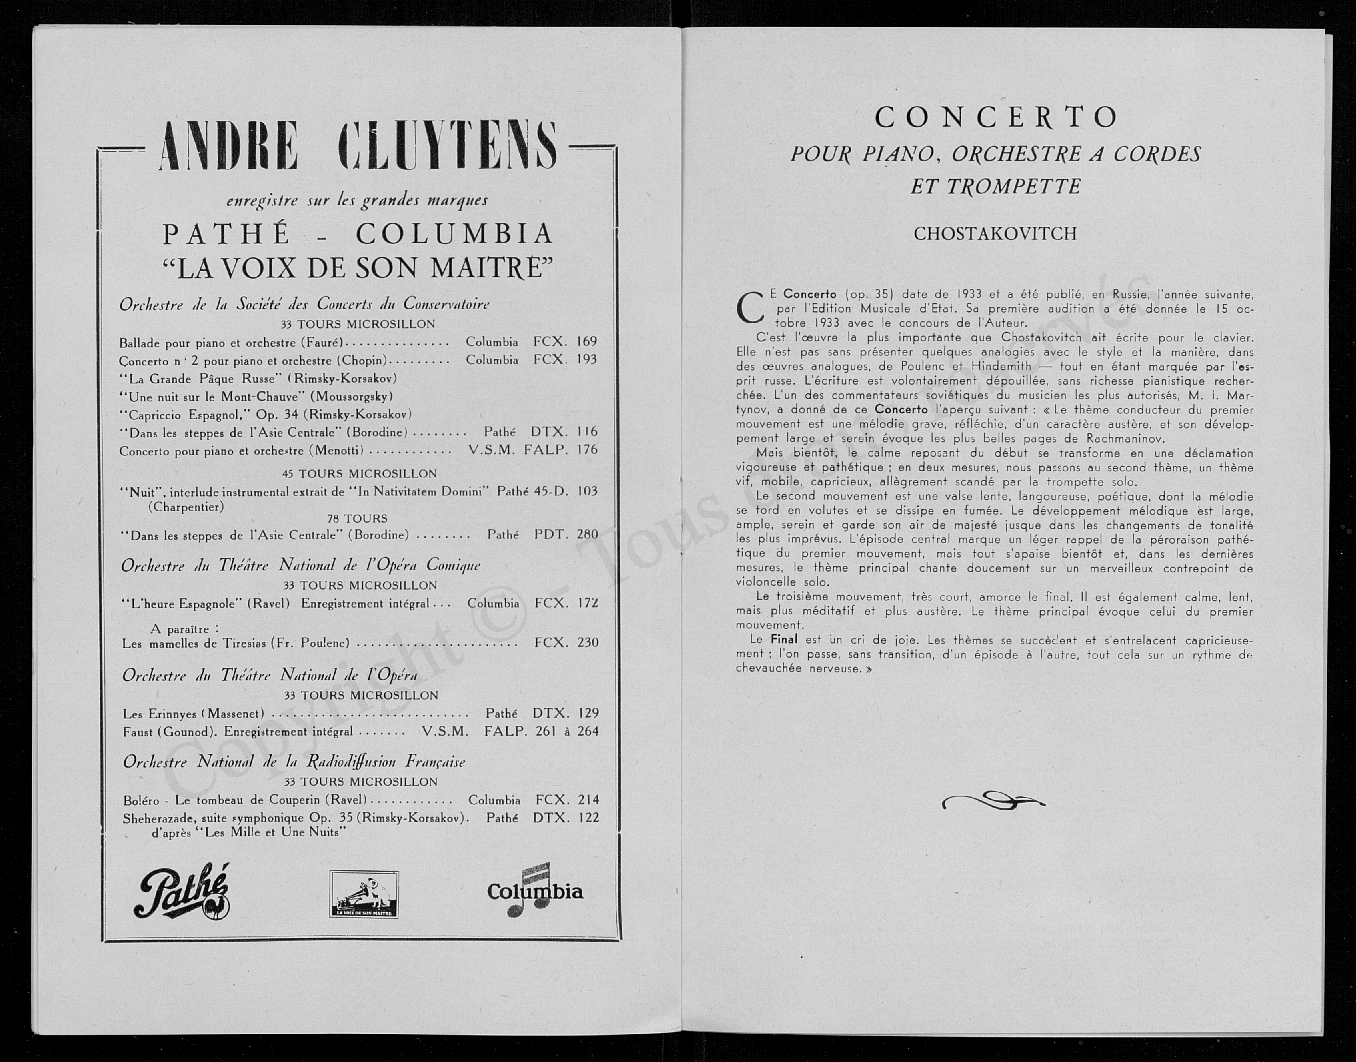 ANDRE CLUYTENS
enregistre sur les grandes marques
PATHÉ - COLUMBIA
“LA VOIX DE SON MAITRE”
Orchestre de la Société des Concerts du Conservatoire
33 TOURS MICROSILLON
Ballade pour piano et orchestre (Fauré)............... Columbia FCX. 169
Concerto n° 2 pour piano et orchestre (Chopin)......... Columbia FCX. 193
“La Grande Pâque Russe” (Rimsky-Korsakov)
“Une nuit sur le Mont-Chauve” (Moussorgsky)
“Capriccio Espagnol,” Op. 34 (Rimsky-Korsakov)
“Dans les steppes de l'Asie Centrale” (Borodine) ........ Pathé DTX. 116
Concerto pour piano et orchestre (Menotti) ............ V.S.M. FALP. 176
45 TOURS MICROSILLON
“Nuit”, interlude instrumental extrait de “In Nativitatem Domini” Pathé 45-D. 103
(Charpentier)
78 TOURS
“Dans les steppes de l'Asie Centrale” (Borodine) ........ Pathé PDT. 280
Orchestre du Théâtre National de l'Opéra Comique
33 TOURS MICROSILLON
“L'heure Espagnole” (Ravel) Enregistrement intégral ... Columbia FCX. 172
A paraître :
Les mamelles de Tiresias (Fr. Poulenc) ....................... FCX. 230
Orchestre du Théâtre National de l'Opéra
33 TOURS MICROSILLON
Les Erinnyes (Massenet) ............................ Pathé DTX. 129
Faust (Gounod). Enregistrement intégral ....... V.S.M. FALP. 261 à 264
Orchestre National de la Radiodiffusion Française
33 TOURS MICROSILLON
Boléro - Le tombeau de Couperin (Ravel)............ Columbia FCX. 214
Sheherazade, suite symphonique Op. 35 (Rimsky-Korsakov). Pathé DTX. 122
d'après “Les Mille et Une Nuits”
Pathé
LA VOIX DE SON MAITRE
Columbia
CONCERTO
POUR PIANO, ORCHESTRE A CORDES
ET TROMPETTE
CHOSTAKOVITCH
CE Concerto (op. 35) date de 1933 et a été publié, en Russie, l'année suivante,
par l'Edition Musicale d'Etat. Sa première audition a été donnée le 15 oc-
tobre 1933 avec le concours de l'Auteur.
C'est l'œuvre la plus importante que Chostakovitch ait écrite pour le clavier.
Elle n'est pas sans présenter quelques analogies avec le style et la manière, dans
des œuvres analogues, de Poulenc et Hindemith — tout en étant marquée par l'es-
prit russe. L'écriture est volontairement dépouillée, sans richesse pianistique recher-
chée. L'un des commentateurs soviétiques du musicien les plus autorisés, M. i. Mar-
tynov, a donné de ce Concerto l'aperçu suivant : « Le thème conducteur du premier
mouvement est une mélodie grave, réfléchie, d'un caractère austère, et son dévelop-
pement large et serein évoque les plus belles pages de Rachmaninov.
Mais bientôt, le calme reposant du début se transforme en une déclamation
vigoureuse et pathétique ; en deux mesures, nous passons au second thème, un thème
vif, mobile, capricieux, allègrement scandé par la trompette solo.
Le second mouvement est une valse lente, langoureuse, poétique, dont la mélodie
se tord en volutes et se dissipe en fumée. Le développement mélodique est large,
ample, serein et garde son air de majesté jusque dans les changements de tonalité
les plus imprévus. L'épisode central marque un léger rappel de la péroraison pathé-
tique du premier mouvement, mais tout s'apaise bientôt et, dans les dernières
mesures, le thème principal chante doucement sur un merveilleux contrepoint de
violoncelle solo.
Le troisième mouvement, très court, amorce le final. Il est également calme, lent,
mais plus méditatif et plus austère. Le thème principal évoque celui du premier
mouvement.
Le Final est un cri de joie. Les thèmes se succèdent et s'entrelacent capricieuse-
ment ; l'on passe, sans transition, d'un épisode à l'autre, tout cela sur un rythme de
chevauchée nerveuse. »
Copyright © - Tous droits réservés